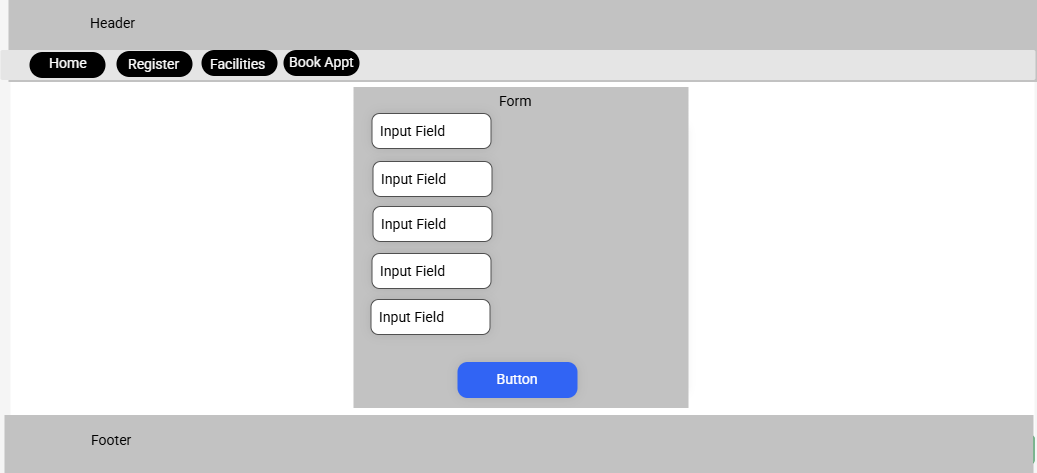 Header
Home Register Facilities Book Appt
Form
Input Field
Input Field
Input Field
Input Field
Input Field
Button
Footer